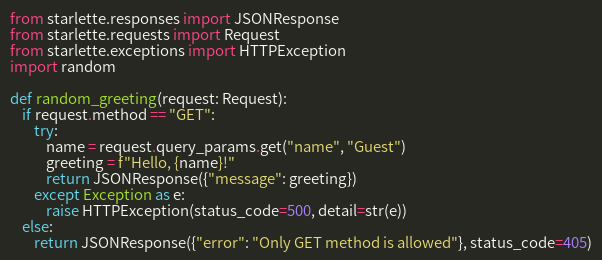 from starlette.responses import JSONResponse
from starlette.requests import Request
from starlette.exceptions import HTTPException
import random

def random_greeting(request: Request):
    if request.method == "GET":
        try:
            name = request.query_params.get("name", "Guest")
            greeting = f"Hello, {name}!"
            return JSONResponse({"message": greeting})
        except Exception as e:
            raise HTTPException(status_code=500, detail=str(e))
    else:
        return JSONResponse({"error": "Only GET method is allowed"}, status_code=405)